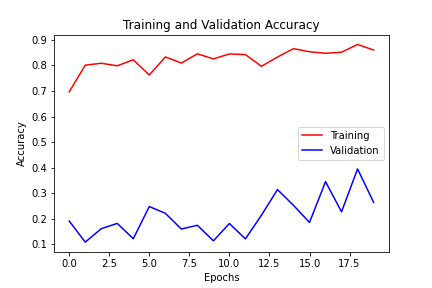 Training and Validation Accuracy
0.9
0.8
0.7
0.6
0.5
0.4
0.3
0.2
0.1
Accuracy
Training
Validation
0.0 2.5 5.0 7.5 10.0 12.5 15.0 17.5
Epochs